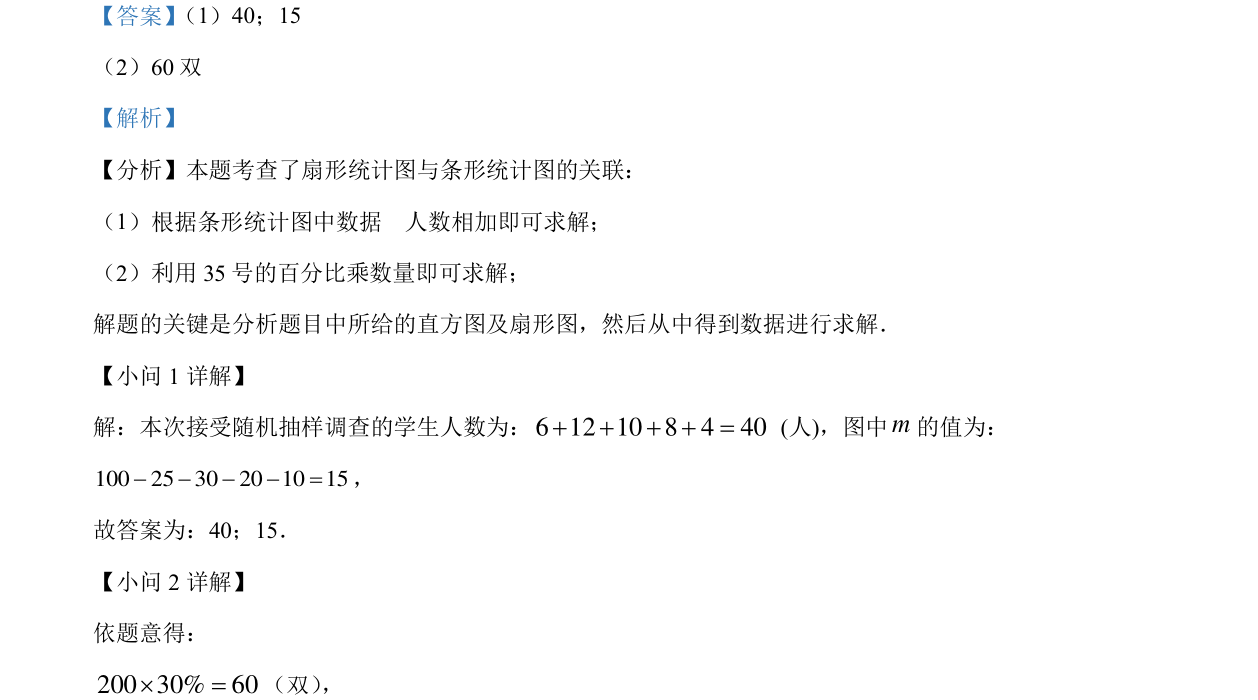 【答案】（1）40；15
（2）60 双
【解析】
【分析】本题考查了扇形统计图与条形统计图的关联：
（1）根据条形统计图中数据 人数相加即可求解；
（2）利用 35 号的百分比乘数量即可求解；
解题的关键是分析题目中所给的直方图及扇形图，然后从中得到数据进行求解．
【小问 1 详解】
解：本次接受随机抽样调查的学生人数为：6+12+10+8+4=40 (人)，图中 m 的值为：
100−25−30−20−10=15，
故答案为：40；15．
【小问 2 详解】
依题意得：
200×30%=60（双），